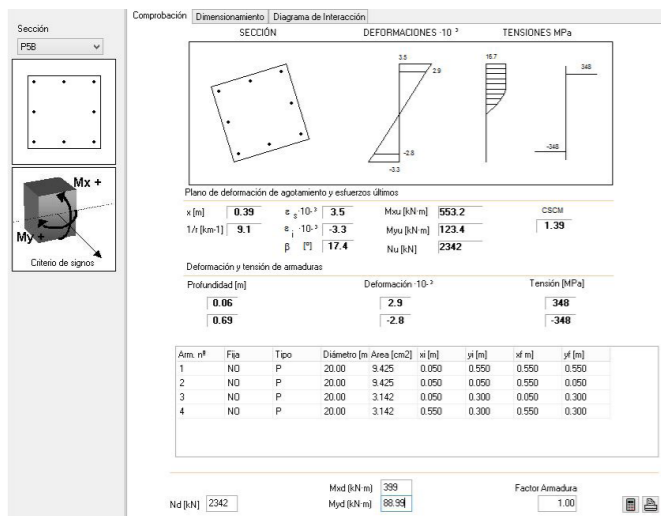 Comprobación Dimensionamiento Diagrama de Interacción
Sección
P5B
SECCIÓN DEFORMACIONES ·10 ³ TENSIONES MPa
3.5 16.7
2.9 348
-2.8 -348
-3.3
Mx +
My +
Criterio de signos
Plano de deformación de agotamiento y esfuerzos últimos
x [m] 0.39 ε s ·10-³ 3.5 Mxu [kN·m] 553.2 CSCM
1/r [km-1] 9.1 ε i ·10-³ -3.3 Myu [kN·m] 123.4 1.39
β [º] 17.4 Nu [kN] 2342
Deformación y tensión de armaduras
Profundidad [m] Deformación ·10-³ Tensión [MPa]
0.06 2.9 348
0.69 -2.8 -348
Arm. nº Fija Tipo Diámetro [m Area [cm2] xi [m] yi [m] xf m] yf [m]
1 NO P 20.00 9.425 0.050 0.550 0.550 0.550
2 NO P 20.00 9.425 0.050 0.050 0.550 0.050
3 NO P 20.00 3.142 0.050 0.300 0.050 0.300
4 NO P 20.00 3.142 0.550 0.300 0.550 0.300
Mxd [kN·m] 399 Factor Armadura
Nd [kN] 2342 Myd [kN·m] 88.99 1.00